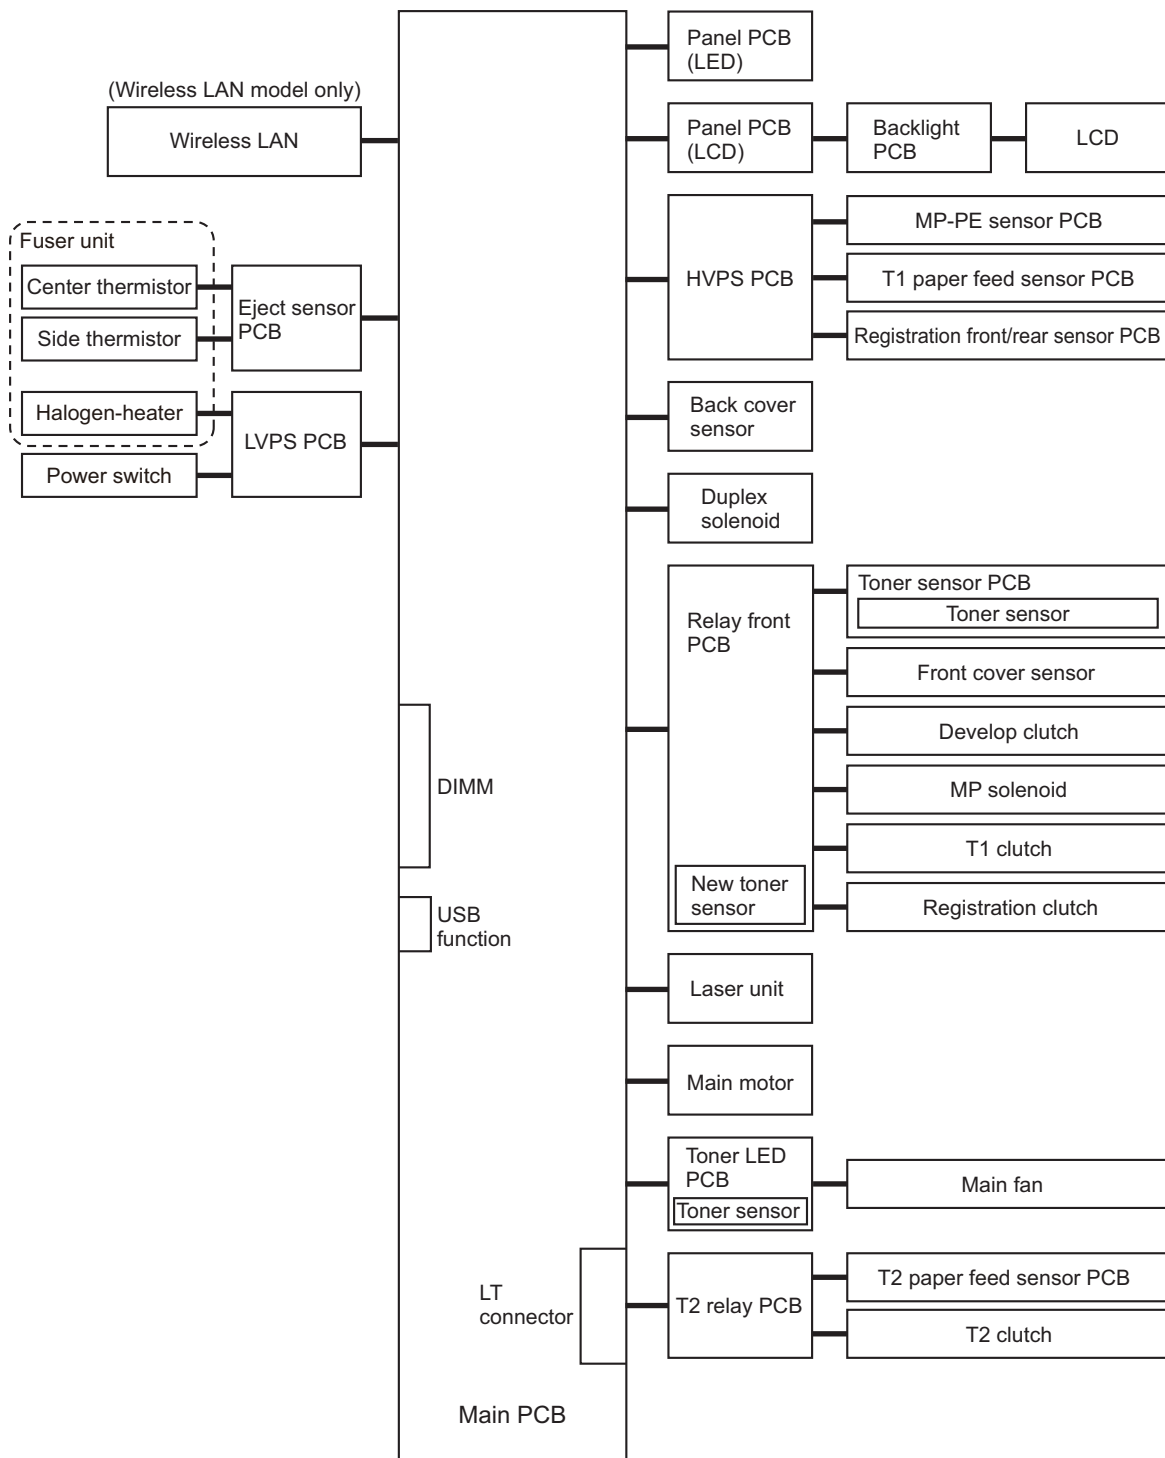 (Wireless LAN model only)
Wireless LAN
Fuser unit
Center thermistor
Side thermistor
Halogen-heater
Power switch
Eject sensor
PCB
LVPS PCB
DIMM
USB
function
LT
connector
Main PCB
Panel PCB
(LED)
Panel PCB
(LCD)
Backlight
PCB
LCD
HVPS PCB
MP-PE sensor PCB
T1 paper feed sensor PCB
Registration front/rear sensor PCB
Back cover
sensor
Duplex
solenoid
Relay front
PCB
New toner
sensor
Toner sensor PCB
Toner sensor
Front cover sensor
Develop clutch
MP solenoid
T1 clutch
Registration clutch
Laser unit
Main motor
Toner LED
PCB
Toner sensor
Main fan
T2 relay PCB
T2 paper feed sensor PCB
T2 clutch